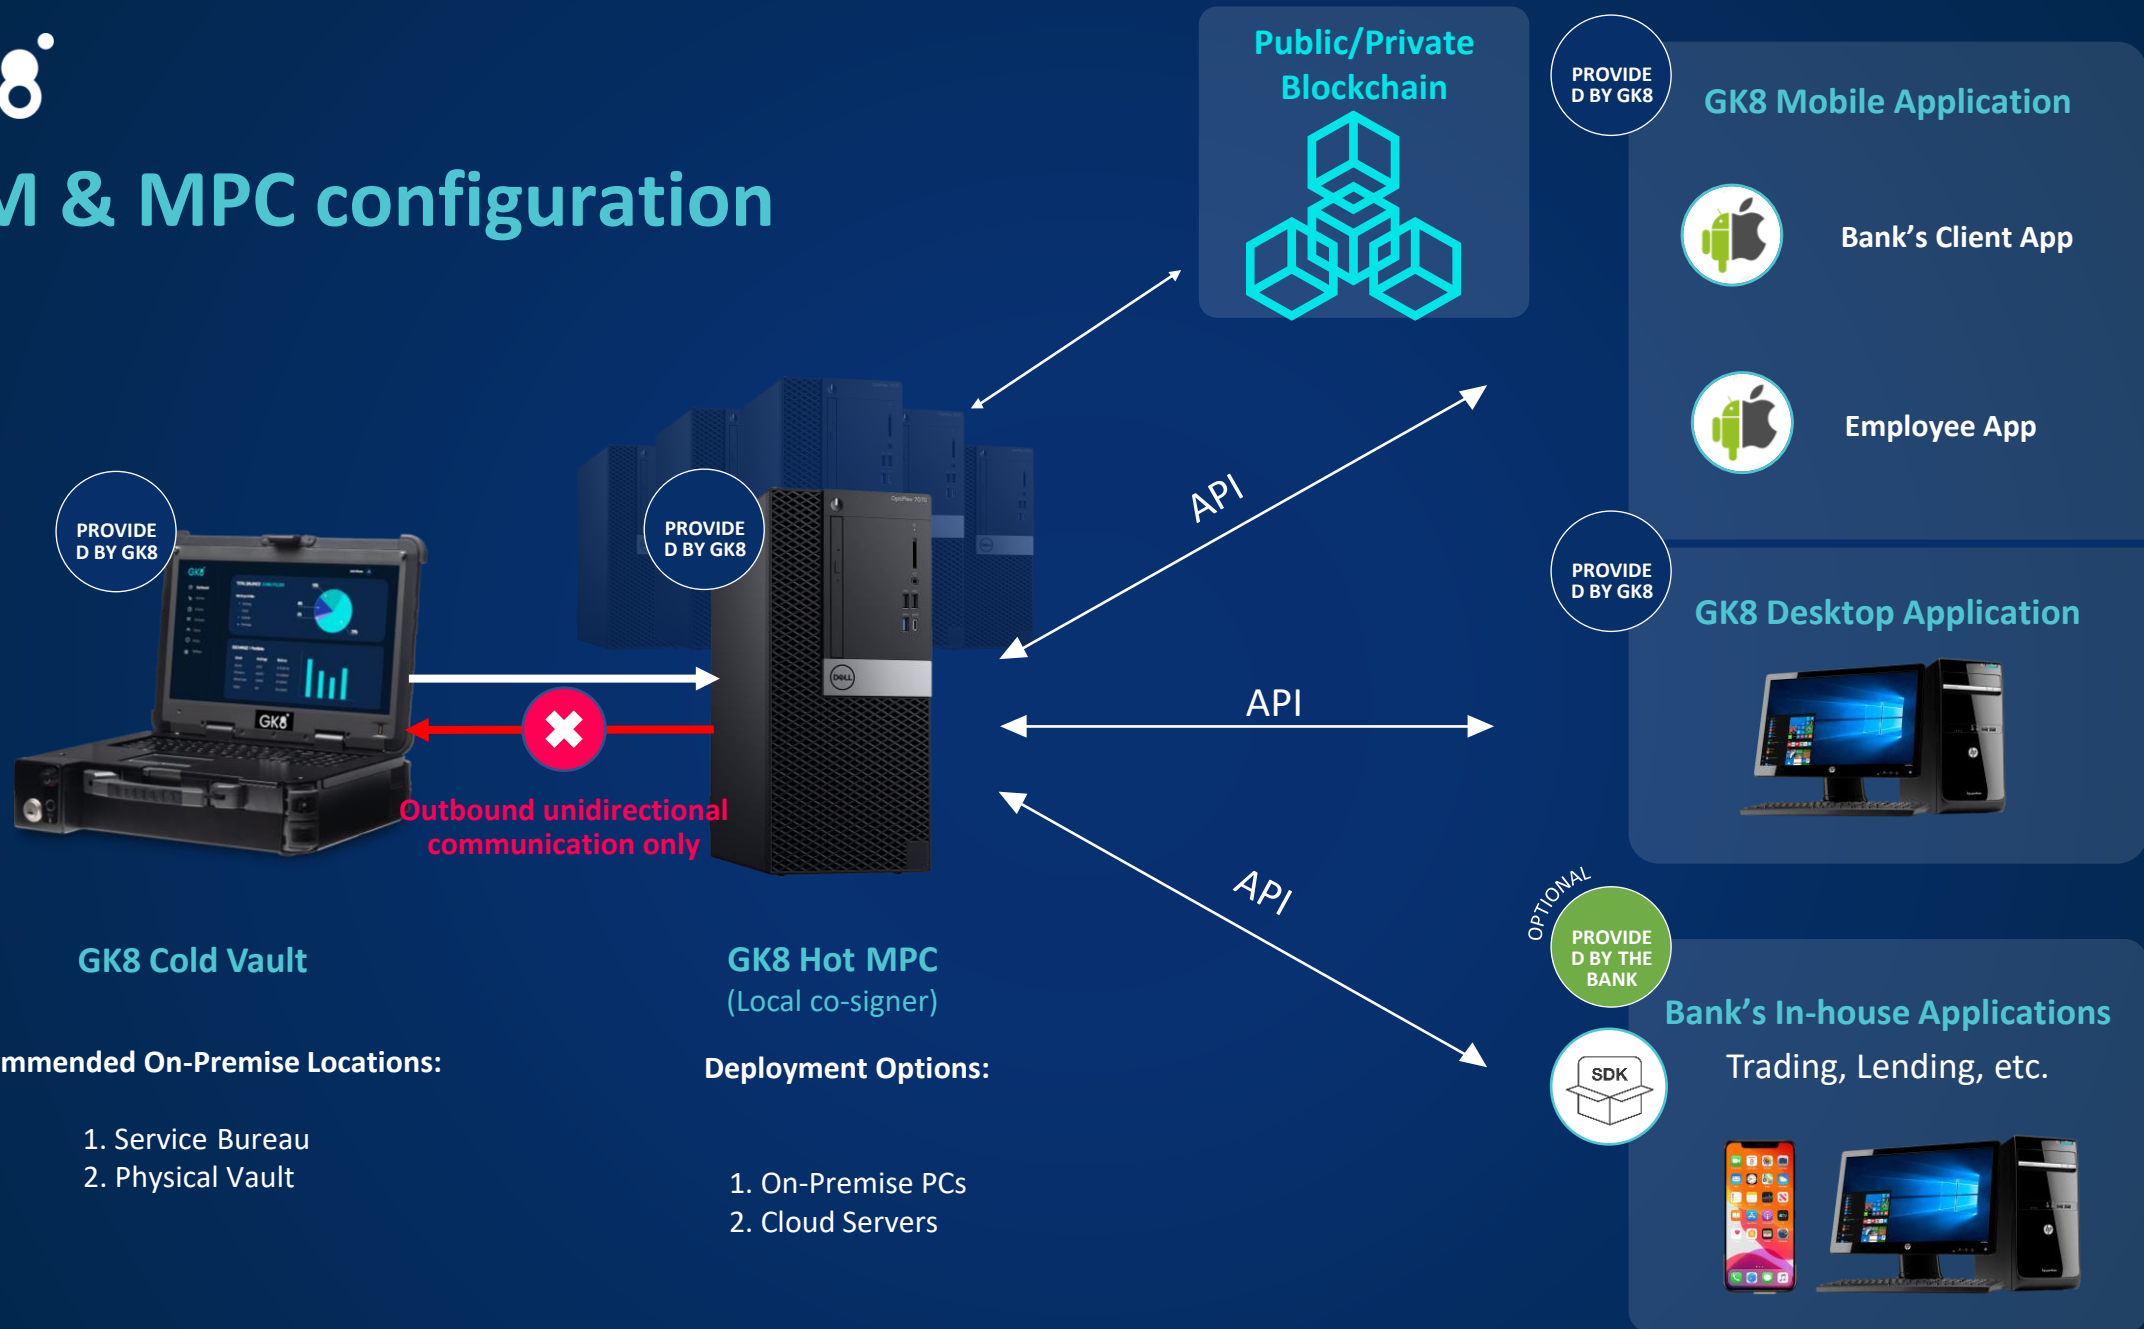 8
M & MPC configuration
Public/Private
Blockchain
PROVIDE
D BY GK8
GK8 Mobile Application
Bank's Client App
Employee App
PROVIDE
D BY GK8
GK8
GK8
PROVIDE
D BY GK8
OptiPlex 7070
DELL
Outbound unidirectional
communication only
API
API
API
PROVIDE
D BY GK8
GK8 Desktop Application
OPTIONAL
PROVIDE
D BY THE
BANK
Bank's In-house Applications
Trading, Lending, etc.
SDK
GK8 Cold Vault
mmended On-Premise Locations:
1. Service Bureau
2. Physical Vault
GK8 Hot MPC
(Local co-signer)
Deployment Options:
1. On-Premise PCs
2. Cloud Servers